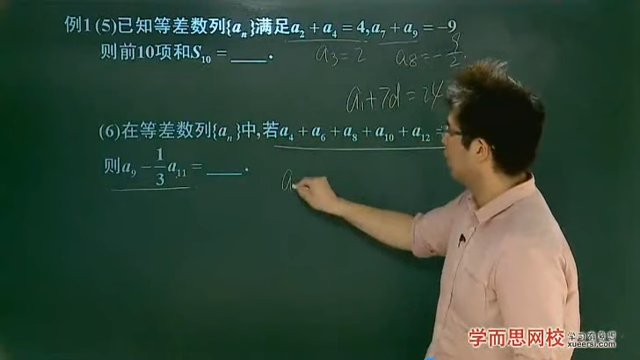 例1 (5)已知等差数列{aₙ}满足a₂+a₄=4,a₇+a₉=−9
a₃=2 a₈=−9/2.
则前10项和S₁₀=____.
a₁+7d=24
(6)在等差数列{aₙ}中,若a₄+a₆+a₈+a₁₀+a₁₂=
则a₉−1/3a₁₁=____.
a
学而思网校
xueersi.com